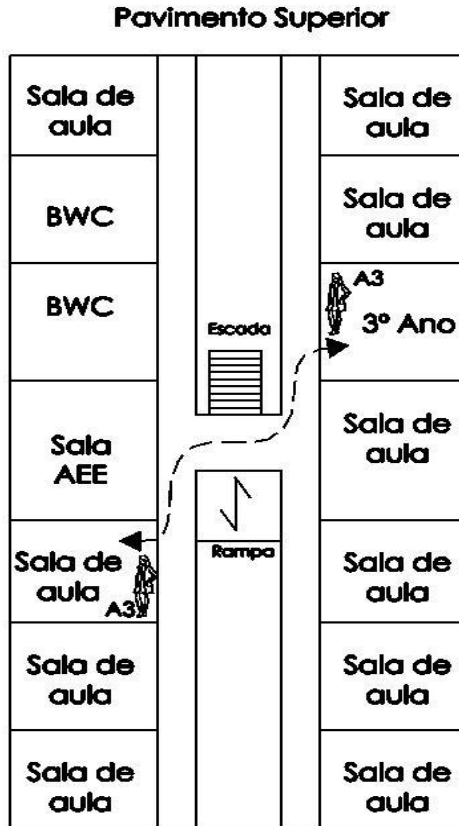 Pavimento Superior
Sala de
aula
Sala de
aula
BWC
Sala de
aula
BWC
A3
3º Ano
Escada
Sala
AEE
Sala de
aula
Sala de
aula
A3
Rampa
Sala de
aula
Sala de
aula
Sala de
aula
Sala de
aula
Sala de
aula